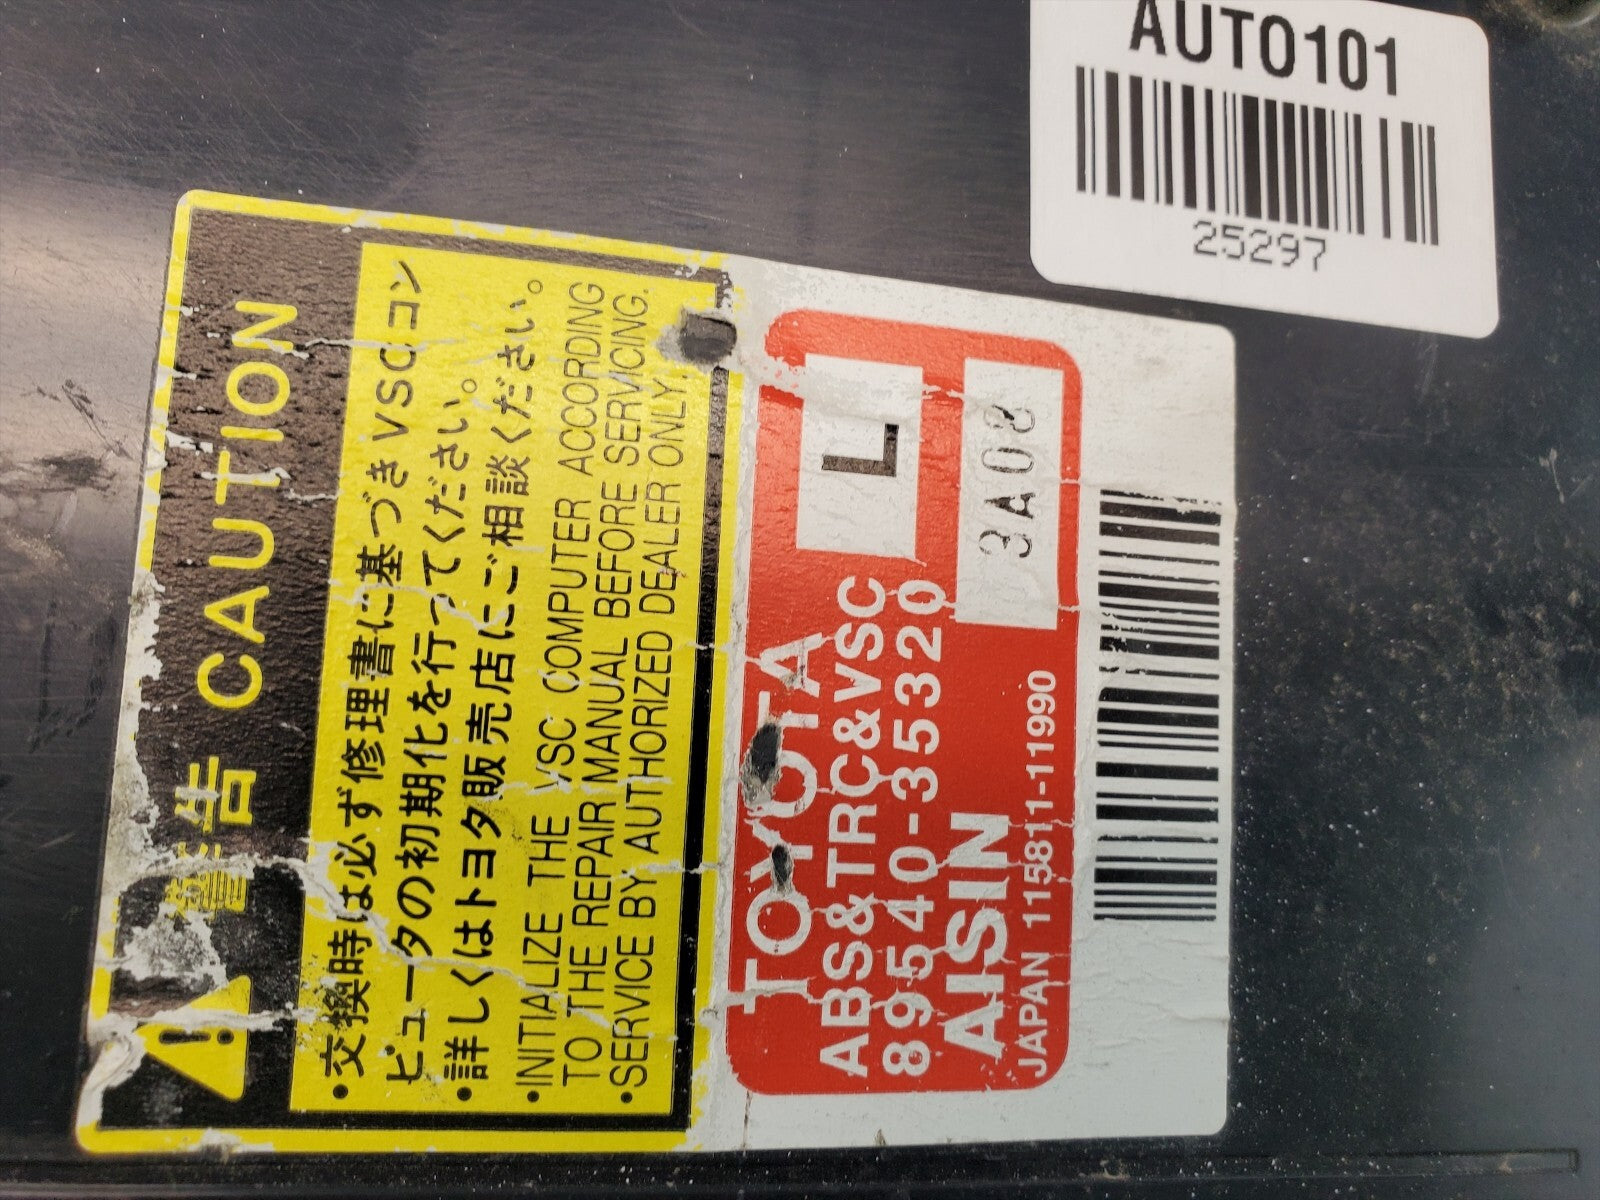 AUTO101
25297
警告 CAUTION
・交換時は必ず修理書に基づきVSCコン
ピュータの初期化を行ってください。
・詳しくはトヨタ販売店にご相談ください。
・INITIALIZE THE VSC COMPUTER ACCORDING
TO THE REPAIR MANUAL BEFORE SERVICING.
・SERVICE BY AUTHORIZED DEALER ONLY.
TOYOTA
L
ABS&TRC&VSC
89540-35320
3A08
AISIN
JAPAN 115811-11990